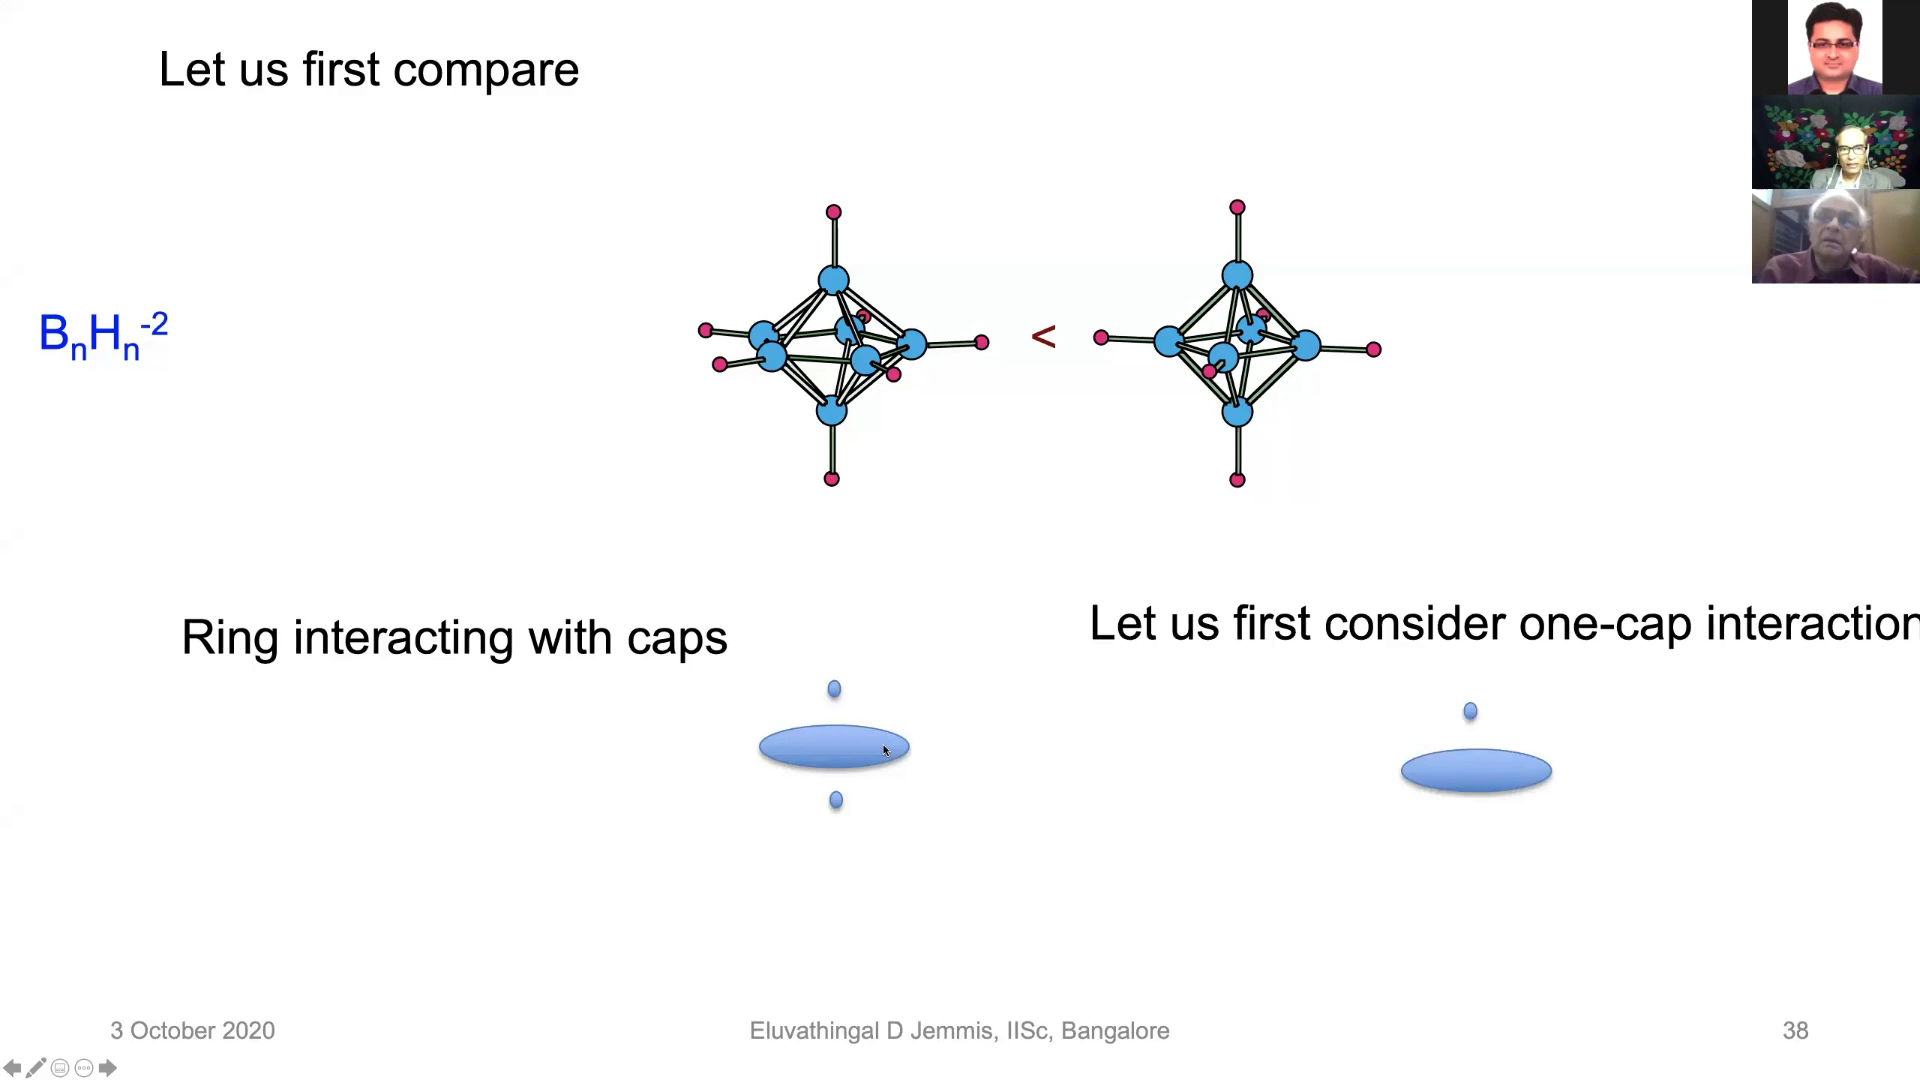 Let us first compare
BnHn-2
<
Ring interacting with caps
Let us first consider one-cap interaction
3 October 2020
Eluvathingal D Jemmis, IISc, Bangalore
38